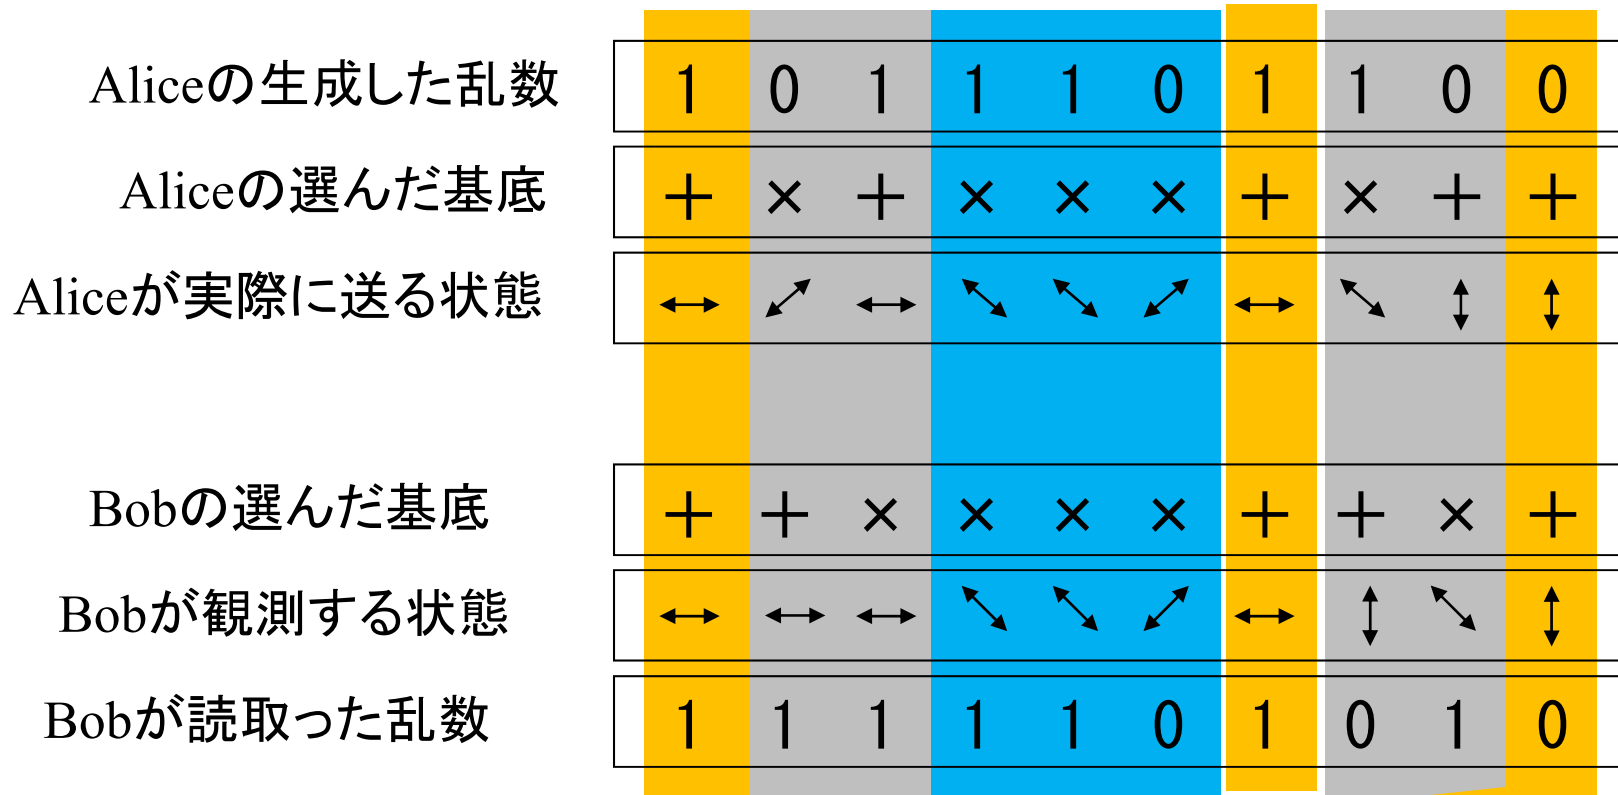 Aliceの生成した乱数 1 0 1 1 1 0 1 1 0 0
Aliceの選んだ基底 + × + × × × + × + +
Aliceが実際に送る状態 ↔ ⤢ ↔ ⤡ ⤡ ⤢ ↔ ⤡ ↕ ↕
Bobの選んだ基底 + + × × × × + + × +
Bobが観測する状態 ↔ ↔ ↔ ⤡ ⤡ ⤢ ↔ ↕ ⤡ ↕
Bobが読取った乱数 1 1 1 1 1 0 1 0 1 0